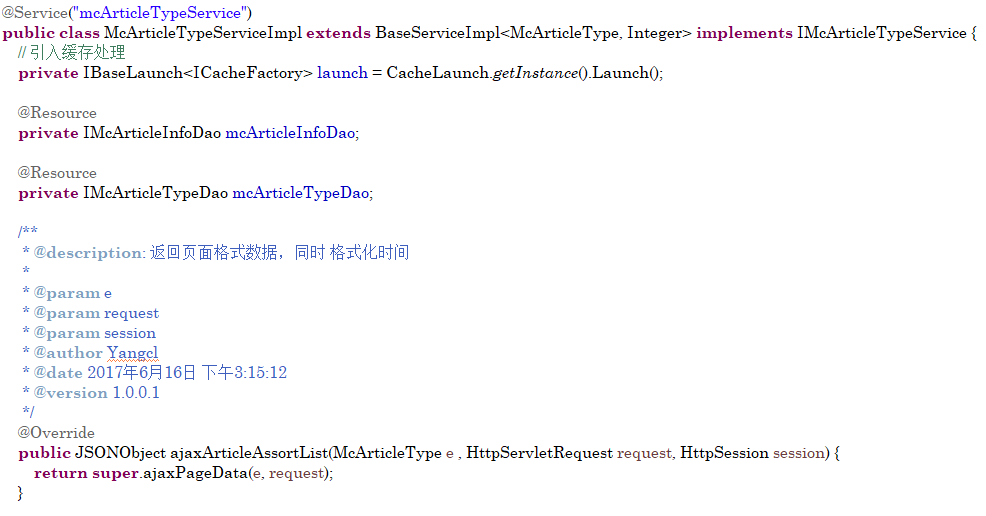 @Service("mcArticleTypeService")
public class McArticleTypeServiceImpl extends BaseServiceImpl<McArticleType, Integer> implements IMcArticleTypeService {
// 引入缓存处理
private IBaseLaunch<ICacheFactory> launch = CacheLaunch.getInstance().Launch();
@Resource
private IMcArticleInfoDao mcArticleInfoDao;
@Resource
private IMcArticleTypeDao mcArticleTypeDao;
/**
* @description: 返回页面格式数据，同时 格式化时间
*
* @param e
* @param request
* @param session
* @author Yangcl
* @date 2017年6月16日 下午3:15:12
* @version 1.0.0.1
*/
@Override
public JSONObject ajaxArticleAssortList(McArticleType e , HttpServletRequest request, HttpSession session) {
return super.ajaxPageData(e, request);
}